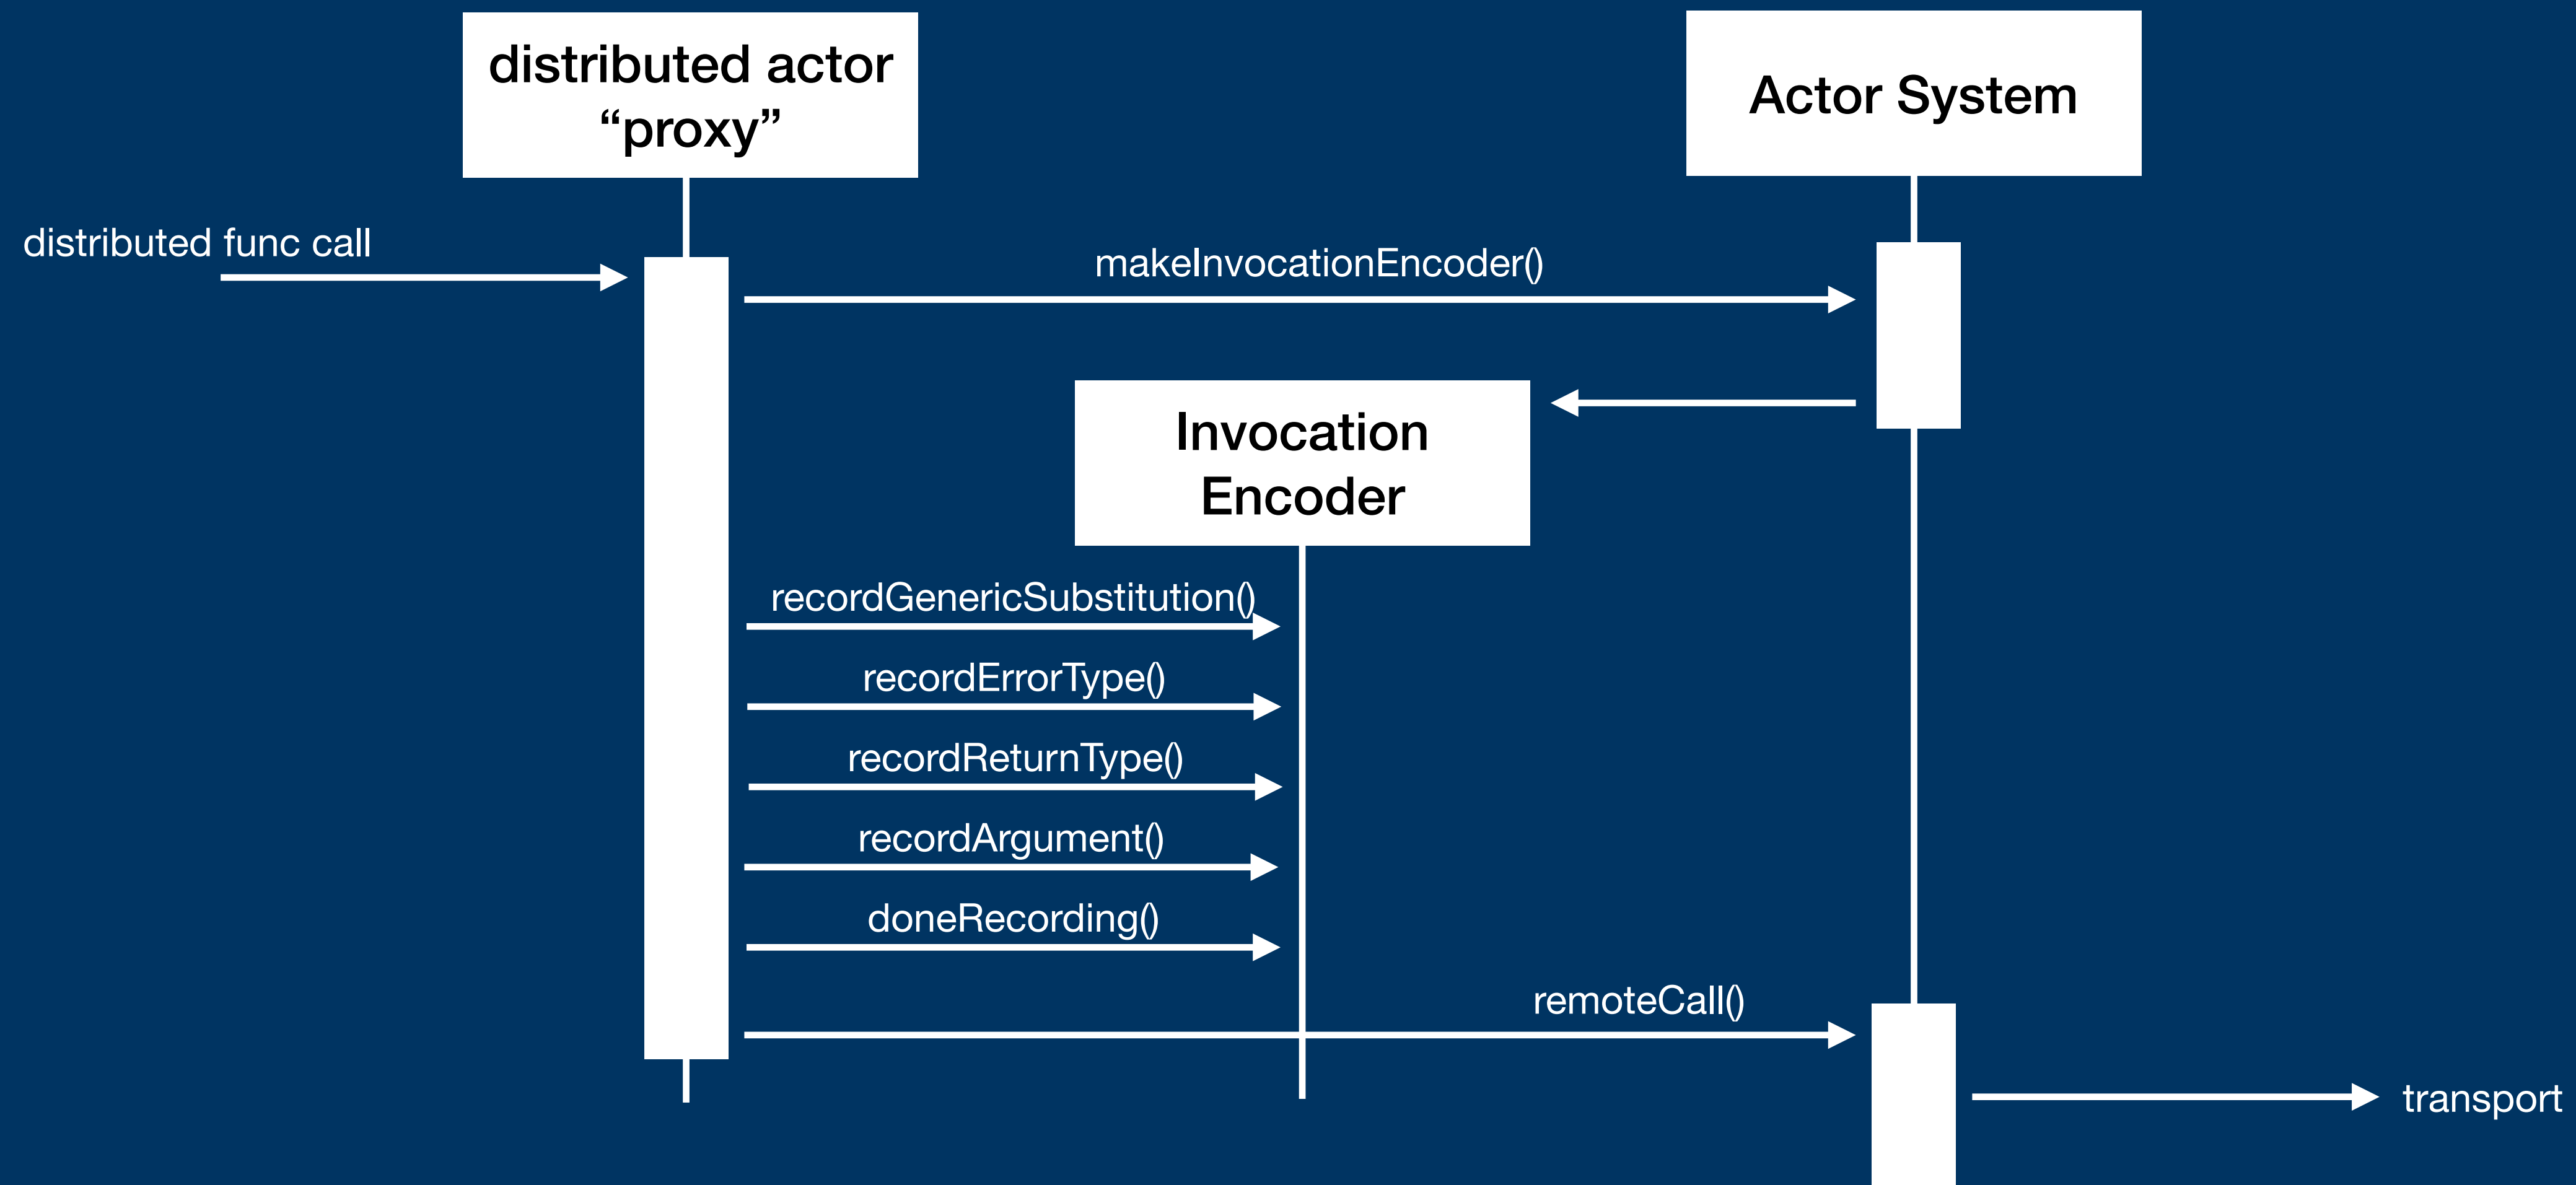 distributed actor
“proxy”
Actor System
distributed func call
makeInvocationEncoder()
Invocation
Encoder
recordGenericSubstitution()
recordErrorType()
recordReturnType()
recordArgument()
doneRecording()
remoteCall()
transport